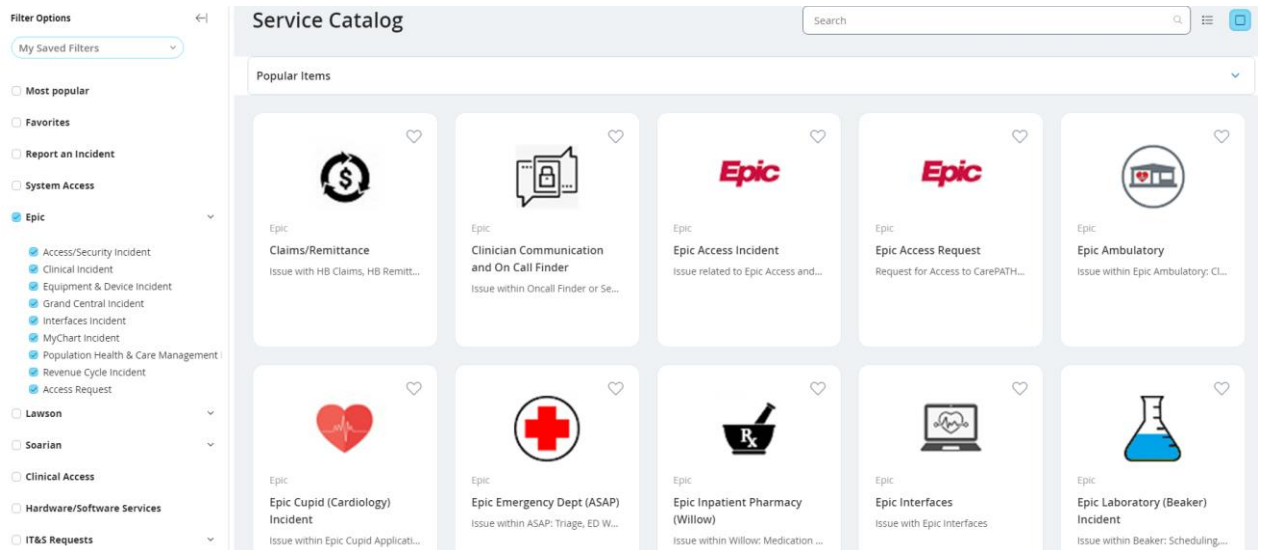 Filter Options
My Saved Filters
Most popular
Favorites
Report an Incident
System Access
Epic
Access/Security Incident
Clinical Incident
Equipment & Device Incident
Grand Central Incident
Interfaces Incident
MyChart Incident
Population Health & Care Management
Revenue Cycle Incident
Access Request
Lawson
Soarian
Clinical Access
Hardware/Software Services
IT&S Requests
Service Catalog
Search
Popular Items
$
Epic
Claims/Remittance
Issue with HB Claims, HB Remitt...
Epic
Clinician Communication
and On Call Finder
Issue within Oncall Finder or Se...
Epic
Epic
Epic Access Incident
Issue related to Epic Access and...
Epic
Epic
Epic Access Request
Request for Access to CarePATH...
Epic
Epic Ambulatory
Issue within Epic Ambulatory: Cl...
Epic
Epic Cupid (Cardiology)
Incident
Issue within Epic Cupid Applicati...
Epic
Epic Emergency Dept (ASAP)
Issue within ASAP: Triage, ED W...
Rx
Epic
Epic Inpatient Pharmacy
(Willow)
Issue within Willow: Medication ...
Epic
Epic Interfaces
Issue with Epic Interfaces
Epic
Epic Laboratory (Beaker)
Incident
Issue within Beaker: Scheduling,...